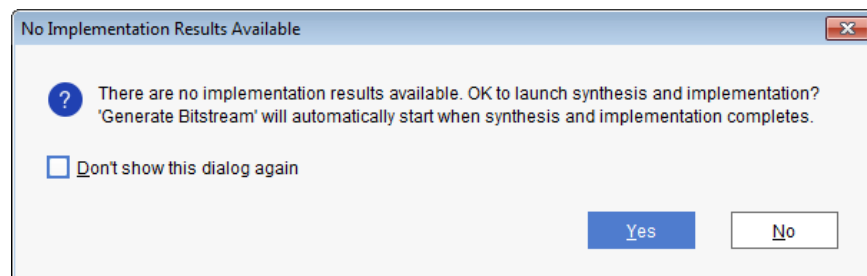 No Implementation Results Available
There are no implementation results available. OK to launch synthesis and implementation?
'Generate Bitstream' will automatically start when synthesis and implementation completes.
Don't show this dialog again
Yes No